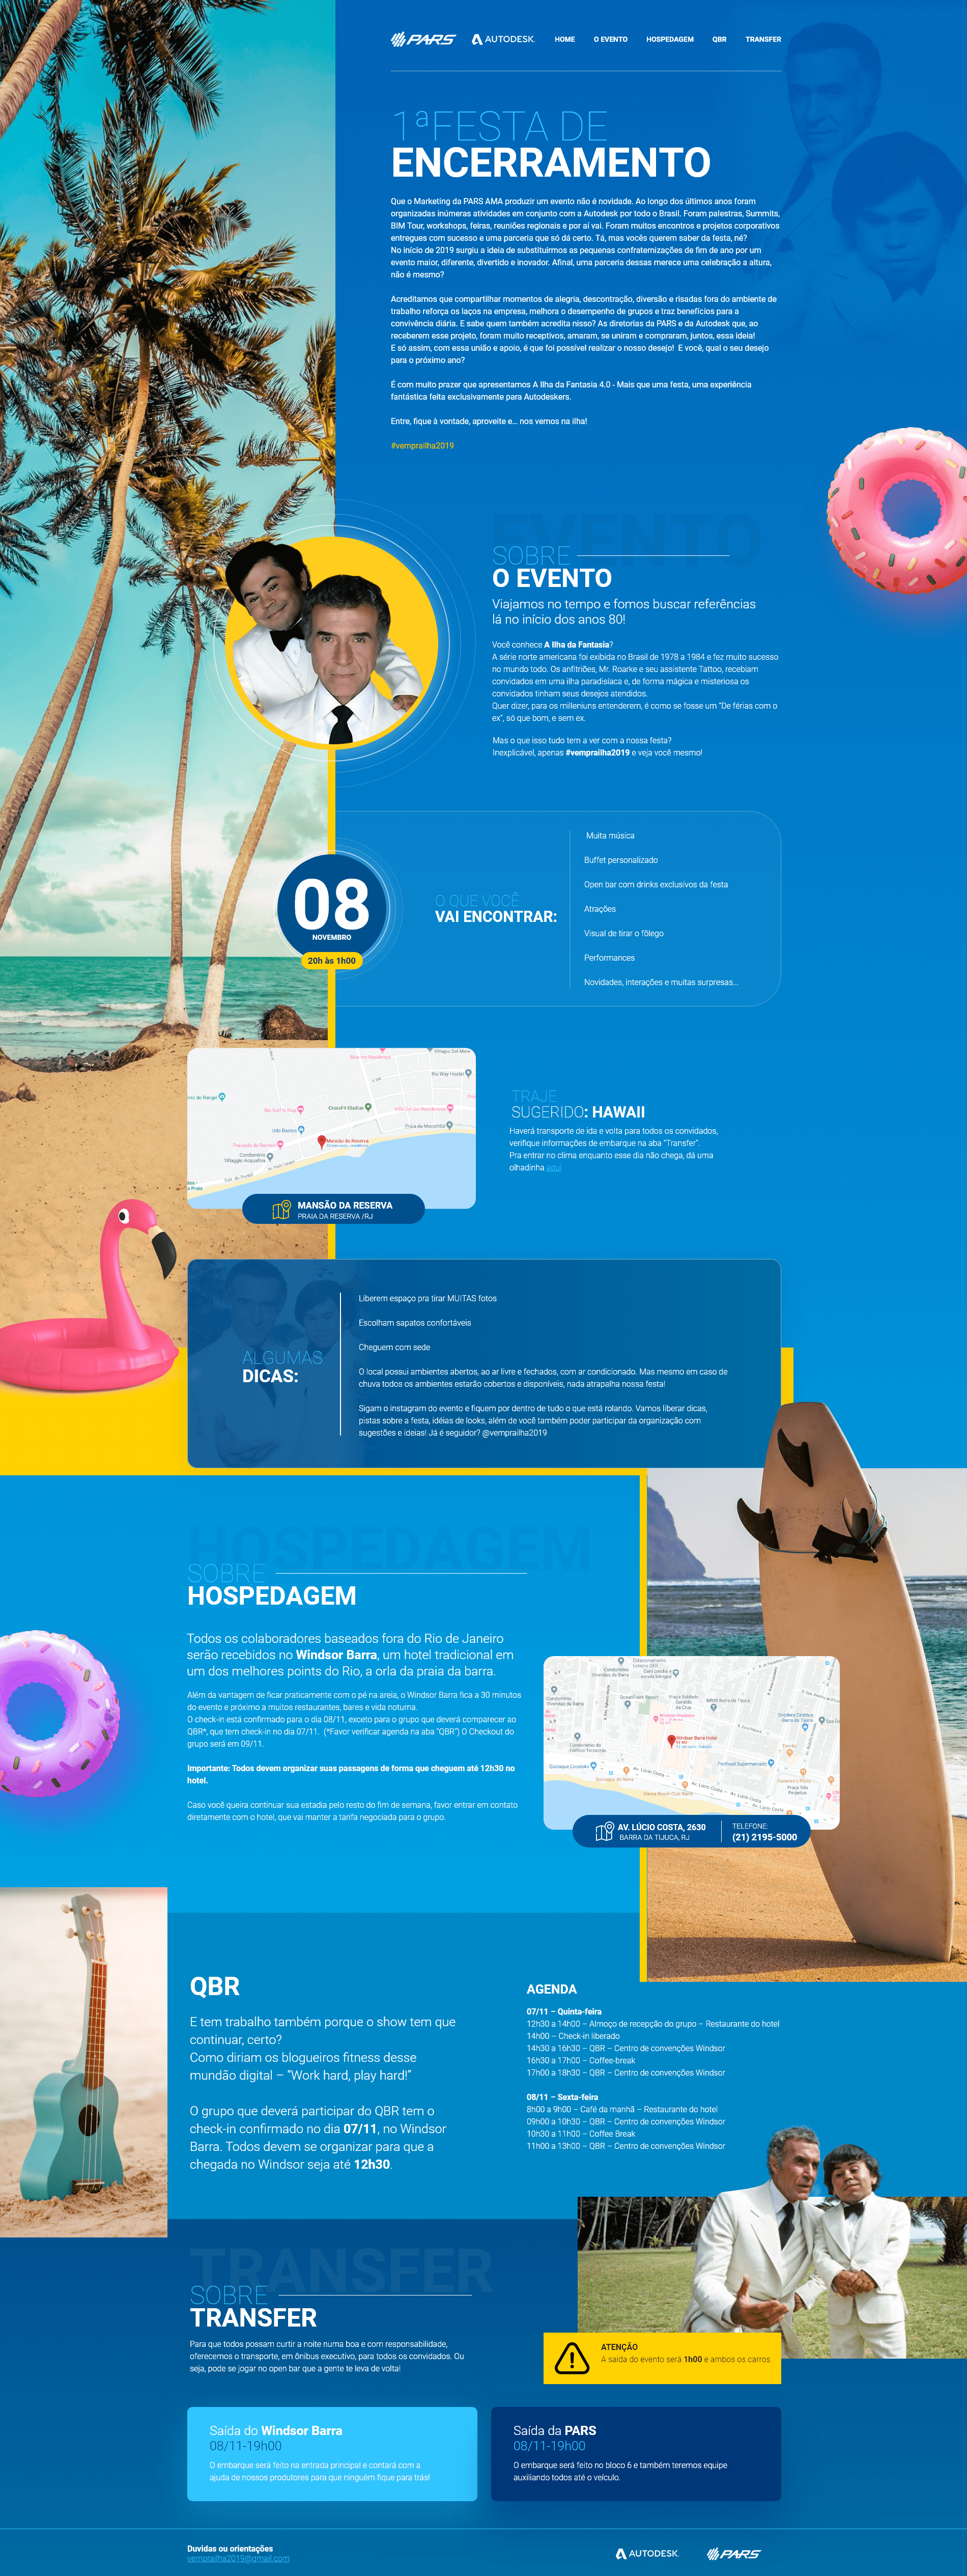 PARS
AUTODESK
HOME
O EVENTO
HOSPEDAGEM
QBR
TRANSFER
1ªFESTA DE
ENCERRAMENTO
Que o Marketing da PARS AMA produzir um evento não é novidade. Ao longo dos últimos anos foram
organizadas inúmeras atividades em conjunto com a Autodesk por todo o Brasil. Foram palestras, Summits,
BIM Tour, workshops, feiras, reuniões regionais e por aí vai. Foram muitos encontros e projetos corporativos
entregues com sucesso e uma parceria que só dá certo. Tá, mas vocês querem saber da festa, né?
No início de 2019 surgiu a ideia de substituirmos as pequenas confraternizações de fim de ano por um
evento maior, diferente, divertido e inovador. Afinal, uma parceria dessas merece uma celebração a altura,
não é mesmo?
Acreditamos que compartilhar momentos de alegria, descontração, diversão e risadas fora do ambiente de
trabalho reforça os laços na empresa, melhora o desempenho de grupos e traz benefícios para a
convivência diária. E sabe quem também acredita nisso? As diretorias da PARS e da Autodesk que, ao
receberem esse projeto, foram muito receptivos, amaram, se uniram e compraram, juntos, essa ideia!
E só assim, com essa união e apoio, é que foi possível realizar o nosso desejo! E você, qual o seu desejo
para o próximo ano?
É com muito prazer que apresentamos A Ilha da Fantasia 4.0 - Mais que uma festa, uma experiência
fantástica feita exclusivamente para Autodeskers.
Entre, fique à vontade, aproveite e... nos vemos na ilha!
#vemprailha2019
EVENTO
SOBRE
O EVENTO
Viajamos no tempo e fomos buscar referências
lá no início dos anos 80!
Você conhece A Ilha da Fantasia?
A série norte americana foi exibida no Brasil de 1978 a 1984 e fez muito sucesso
no mundo todo. Os anfitriões, Mr. Roarke e seu assistente Tattoo, recebiam
convidados em uma ilha paradisíaca e, de forma mágica e misteriosa os
convidados tinham seus desejos atendidos.
Quer dizer, para os milleniuns entenderem, é como se fosse um "De férias com o
ex", só que bom, e sem ex.
Mas o que isso tudo tem a ver com a nossa festa?
Inexplicável, apenas #vemprailha2019 e veja você mesmo!
08
NOVEMBRO
20h às 1h00
O QUE VOCÊ
VAI ENCONTRAR:
Muita música
Buffet personalizado
Open bar com drinks exclusivos da festa
Atrações
Visual de tirar o fôlego
Performances
Novidades, interações e muitas surpresas...
Rio Way Hostel
CrossFit Gladius
Udo Bastos
Mansão da Reserva
Condomínio
Villaggio Acquafina
MANSÃO DA RESERVA
PRAIA DA RESERVA /RJ
TRAJE
SUGERIDO: HAWAII
Haverá transporte de ida e volta para todos os convidados,
verifique informações de embarque na aba "Transfer".
Pra entrar no clima enquanto esse dia não chega, dá uma
olhadinha aqui
ALGUMAS
DICAS:
Liberem espaço pra tirar MUITAS fotos
Escolham sapatos confortáveis
Cheguem com sede
O local possui ambientes abertos, ao ar livre e fechados, com ar condicionado. Mas mesmo em caso de
chuva todos os ambientes estarão cobertos e disponíveis, nada atrapalha nossa festa!
Sigam o instagram do evento e fiquem por dentro de tudo o que está rolando. Vamos liberar dicas,
pistas sobre a festa, idéias de looks, além de você também poder participar da organização com
sugestões e ideias! Já é seguidor? @vemprailha2019
HOSPEDAGEM
SOBRE
HOSPEDAGEM
Todos os colaboradores baseados fora do Rio de Janeiro
serão recebidos no Windsor Barra, um hotel tradicional em
um dos melhores points do Rio, a orla da praia da barra.
Além da vantagem de ficar praticamente com o pé na areia, o Windsor Barra fica a 30 minutos
do evento e próximo a muitos restaurantes, bares e vida noturna.
O check-in está confirmado para o dia 08/11, exceto para o grupo que deverá comparecer ao
QBR*, que tem check-in no dia 07/11. (*Favor verificar agenda na aba "QBR") O Checkout do
grupo será em 09/11.
Importante: Todos devem organizar suas passagens de forma que cheguem até 12h30 no
hotel.
Caso você queira continuar sua estadia pelo resto do fim de semana, favor entrar em contato
diretamente com o hotel, que vai manter a tarifa negociada para o grupo.
Windsor Barra Hotel
Av. Lúcio Costa
AV. LÚCIO COSTA, 2630
BARRA DA TIJUCA, RJ
TELEFONE:
(21) 2195-5000
QBR
E tem trabalho também porque o show tem que
continuar, certo?
Como diriam os blogueiros fitness desse
mundão digital – "Work hard, play hard!"
O grupo que deverá participar do QBR tem o
check-in confirmado no dia 07/11, no Windsor
Barra. Todos devem se organizar para que a
chegada no Windsor seja até 12h30.
AGENDA
07/11 – Quinta-feira
12h30 a 14h00 – Almoço de recepção do grupo – Restaurante do hotel
14h00 – Check-in liberado
14h30 a 16h30 – QBR – Centro de convenções Windsor
16h30 a 17h00 – Coffee-break
17h00 a 18h30 – QBR – Centro de convenções Windsor
08/11 – Sexta-feira
8h00 a 9h00 – Café da manhã – Restaurante do hotel
09h00 a 10h30 – QBR – Centro de convenções Windsor
10h30 a 11h00 – Coffee Break
11h00 a 13h00 – QBR – Centro de convenções Windsor
TRANSFER
SOBRE
TRANSFER
Para que todos possam curtir a noite numa boa e com responsabilidade,
oferecemos o transporte, em ônibus executivo, para todos os convidados. Ou
seja, pode se jogar no open bar que a gente te leva de volta!
ATENÇÃO
A saída do evento será 1h00 e ambos os carros
Saída do Windsor Barra
08/11-19h00
O embarque será feito na entrada principal e contará com a
ajuda de nossos produtores para que ninguém fique para trás!
Saída da PARS
08/11-19h00
O embarque será feito no bloco 6 e também teremos equipe
auxiliando todos até o veículo.
Duvidas ou orientações
vemprailha2019@gmail.com
AUTODESK
PARS